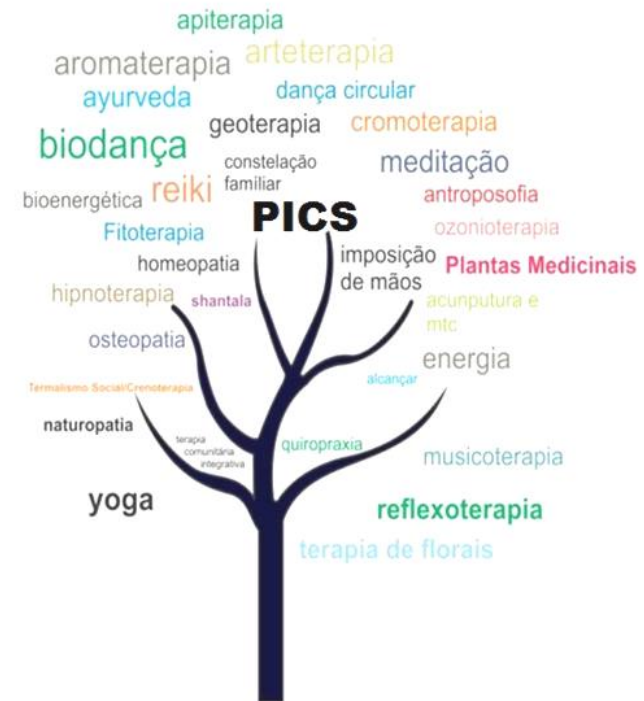 apiterapia
arteterapia
aromaterapia
ayurveda
dança circular
geoterapia
cromoterapia
biodança
constelação
familiar
meditação
bioenergética
reiki
antroposofia
PICS
ozonioterapia
Fitoterapia
homeopatia
imposição
de mãos
Plantas Medicinais
hipnoterapia
shantala
acunputura e
mtc
osteopatia
energia
alcançar
Termalismo Social/Crenoterapia
naturopatia
terapia
comunitária
integrativa
quiropraxia
musicoterapia
yoga
reflexoterapia
terapia de florais